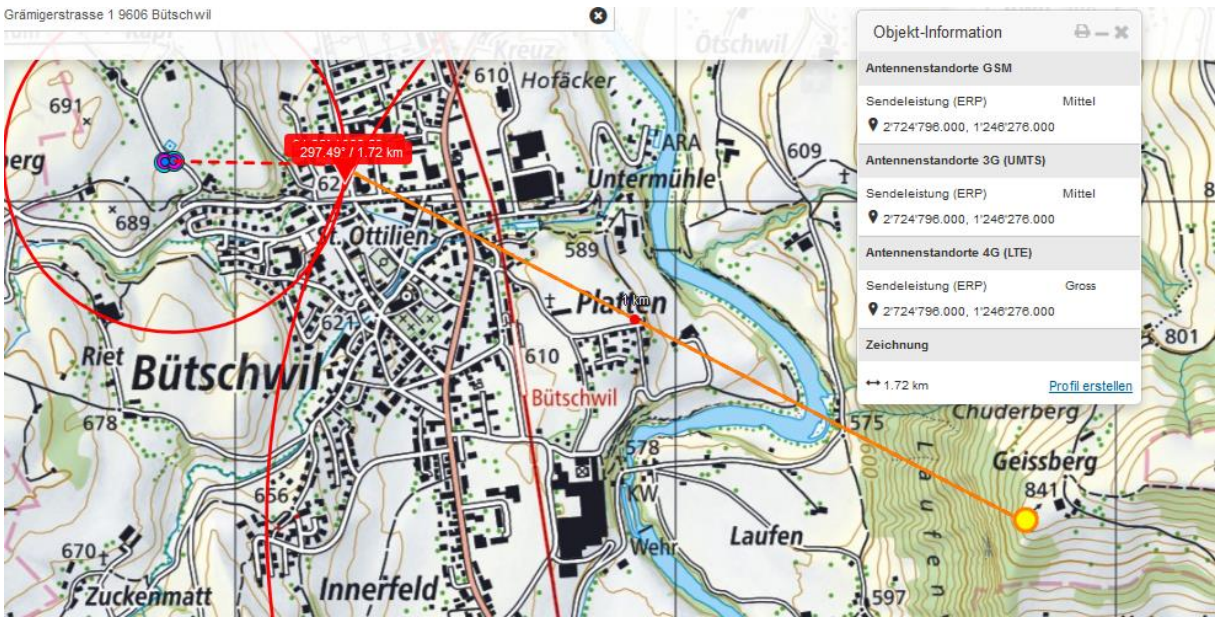 Grämigerstrasse 1 9606 Bütschwil
Kreuz
Ötschwil
Objekt-Information
Antennenstandorte GSM
Sendeleistung (ERP) Mittel
2'724'796.000, 1'246'276.000
Antennenstandorte 3G (UMTS)
Sendeleistung (ERP) Mittel
2'724'796.000, 1'246'276.000
Antennenstandorte 4G (LTE)
Sendeleistung (ERP) Gross
2'724'796.000, 1'246'276.000
Zeichnung
1.72 km
Profil erstellen
610
Hofäcker
691
ARA
609
297.49° / 1.72 km
berg
62
Untermühle
689
Ottilien
589
1 km
Platten
621
801
Riet
Bütschwil
610
Bütschwil
678
575
Chuderberg
600
578
Geissberg
841
656
KW
Laufen
Wehr
Laufen
670
Zuckenmatt
Innerfeld
597